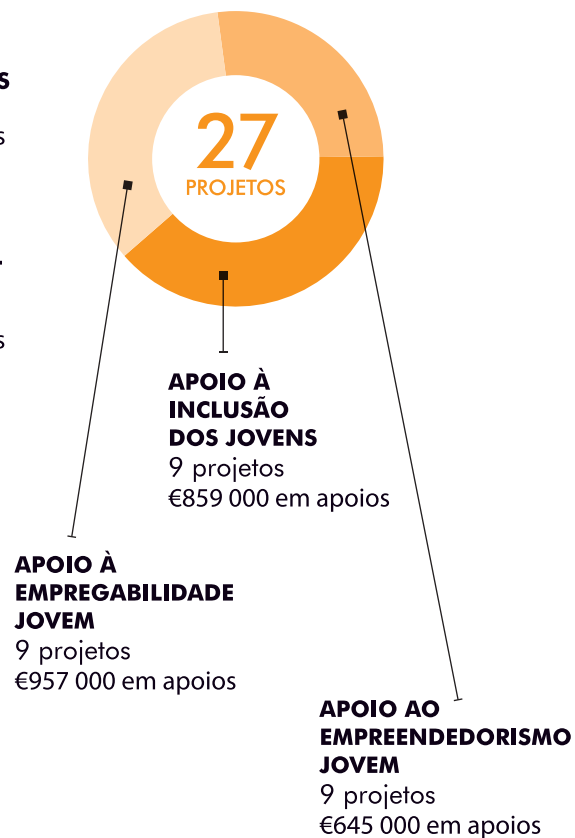 S
s
27
PROJETOS
s
APOIO À
INCLUSÃO
DOS JOVENS
9 projetos
€859 000 em apoios
APOIO À
EMPREGABILIDADE
JOVEM
9 projetos
€957 000 em apoios
APOIO AO
EMPREENDEDORISMO
JOVEM
9 projetos
€645 000 em apoios